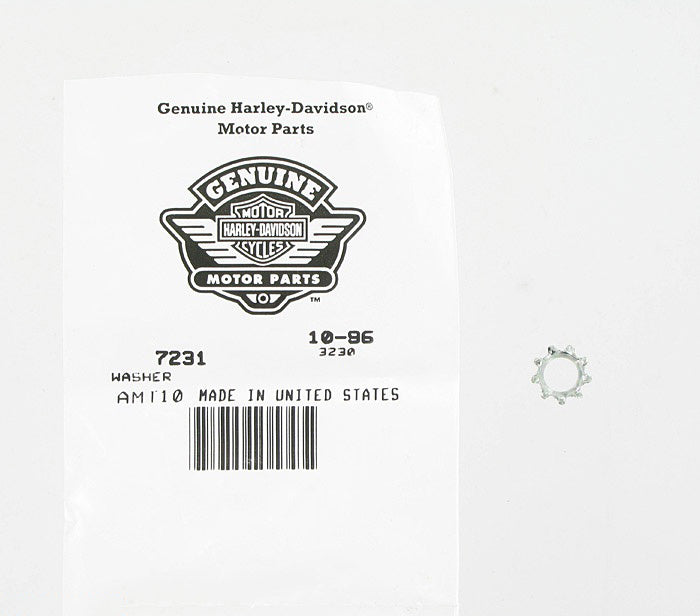 Genuine Harley-Davidson®
Motor Parts
GENUINE
MOTOR
HARLEY-DAVIDSON
CYCLES
MOTOR PARTS
TM
10-96
7231
3230
WASHER
AMT10 MADE IN UNITED STATES